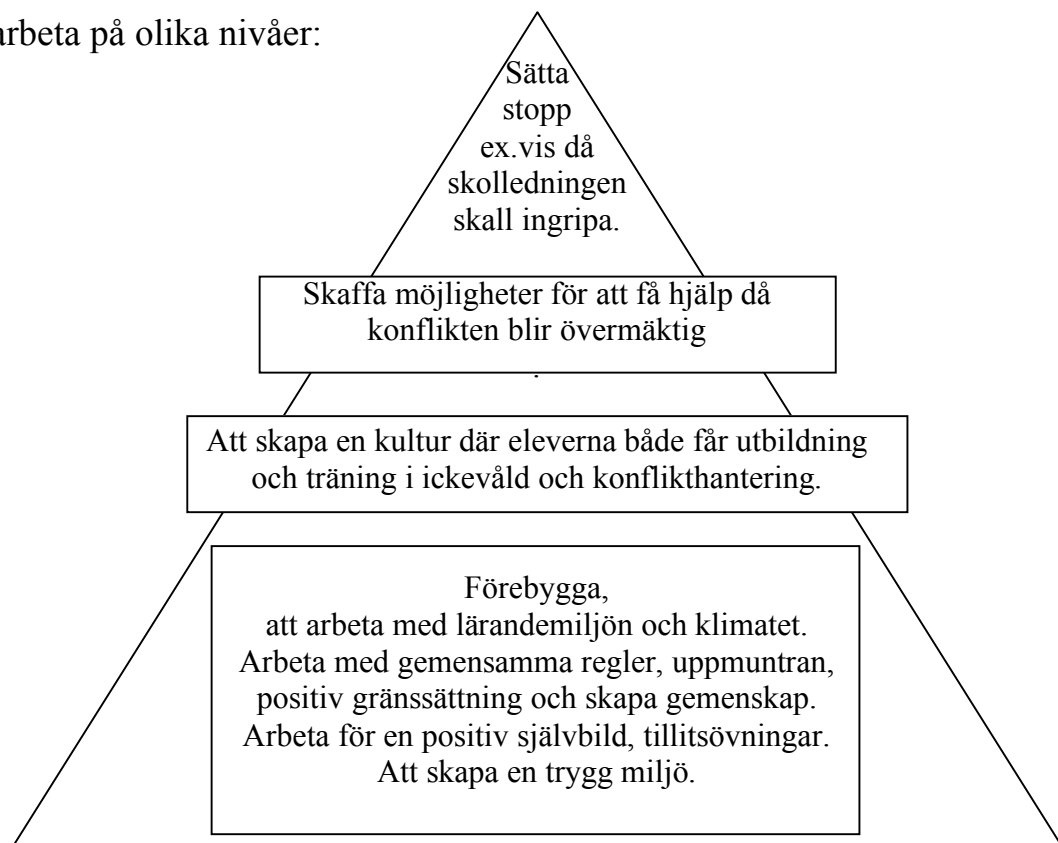 arbeta på olika nivåer:
Sätta
stopp
ex.vis då
skolledningen
skall ingripa.
Skaffa möjligheter för att få hjälp då
konflikten blir övermäktig
.
Att skapa en kultur där eleverna både får utbildning
och träning i ickevåld och konflikthantering.
Förebygga,
att arbeta med lärandemiljön och klimatet.
Arbeta med gemensamma regler, uppmuntran,
positiv gränssättning och skapa gemenskap.
Arbeta för en positiv självbild, tillitsövningar.
Att skapa en trygg miljö.